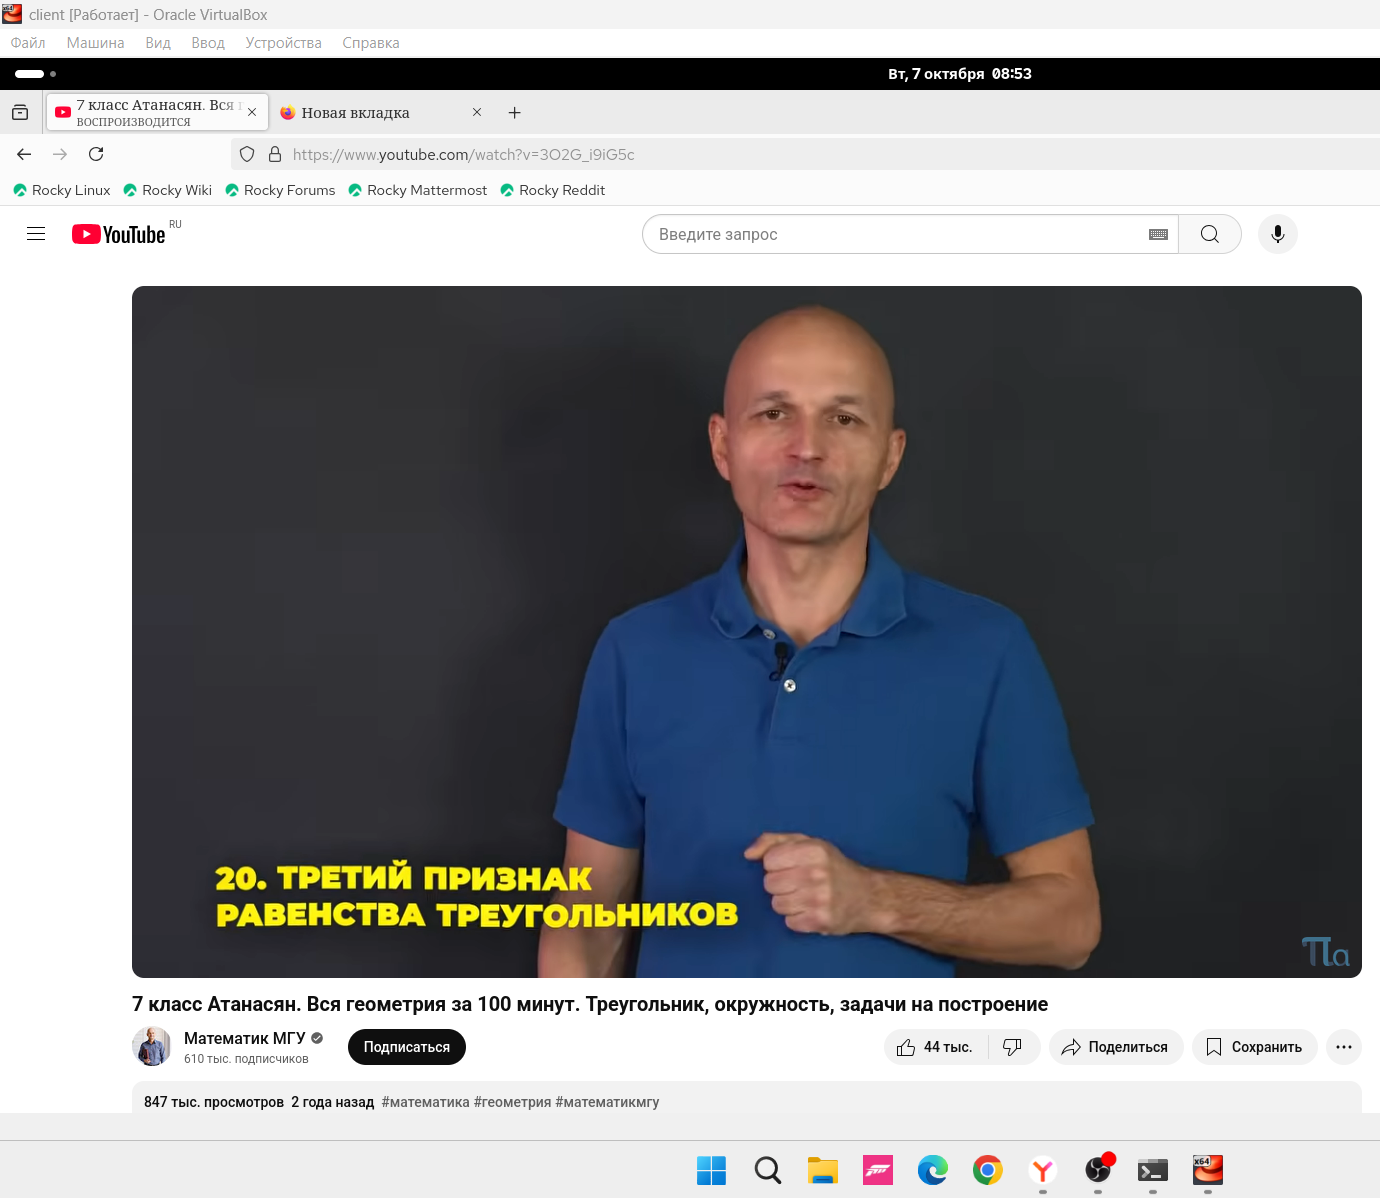 client [Работает] - Oracle VirtualBox
Файл Машина Вид Ввод Устройства Справка
Вт, 7 октября 08:53
7 класс Атанасян. Вся
ВОСПРОИЗВОДИТСЯ
Новая вкладка
https://www.youtube.com/watch?v=3O2G_i9iG5c
Rocky Linux Rocky Wiki Rocky Forums Rocky Mattermost Rocky Reddit
YouTube RU
Введите запрос
20. ТРЕТИЙ ПРИЗНАК
РАВЕНСТВА ТРЕУГОЛЬНИКОВ
πa
7 класс Атанасян. Вся геометрия за 100 минут. Треугольник, окружность, задачи на построение
Математик МГУ
610 тыс. подписчиков
Подписаться
44 тыс.
Поделиться
Сохранить
847 тыс. просмотров 2 года назад #математика #геометрия #математикмгу
x64